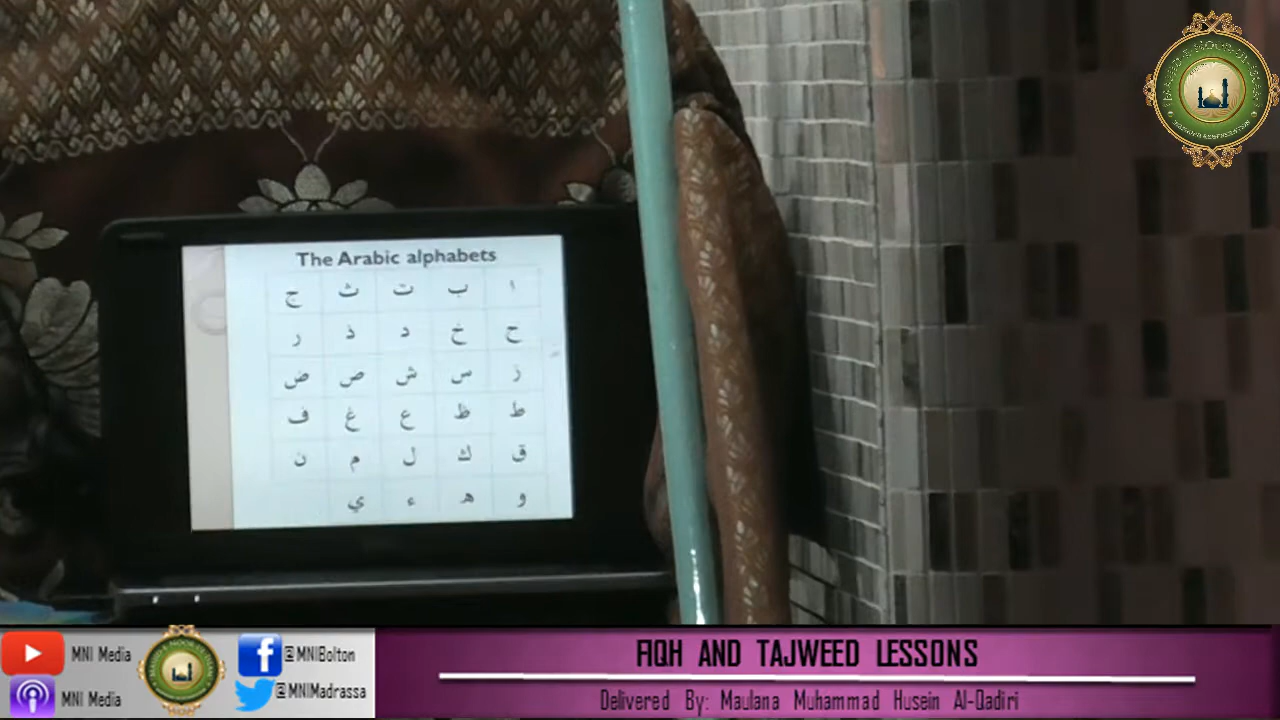 The Arabic alphabets
ا ب ت ث ج
ح خ د ذ ر
ز س ش ص ض
ط ظ ع غ ف
ق ك ل م ن
و ه ء ي
MNI Media
@MNIBolton
MNI Media
@MNIMadrassa
FIQH AND TAJWEED LESSONS
Delivered By: Maulana Muhammad Husein Al-Qadiri